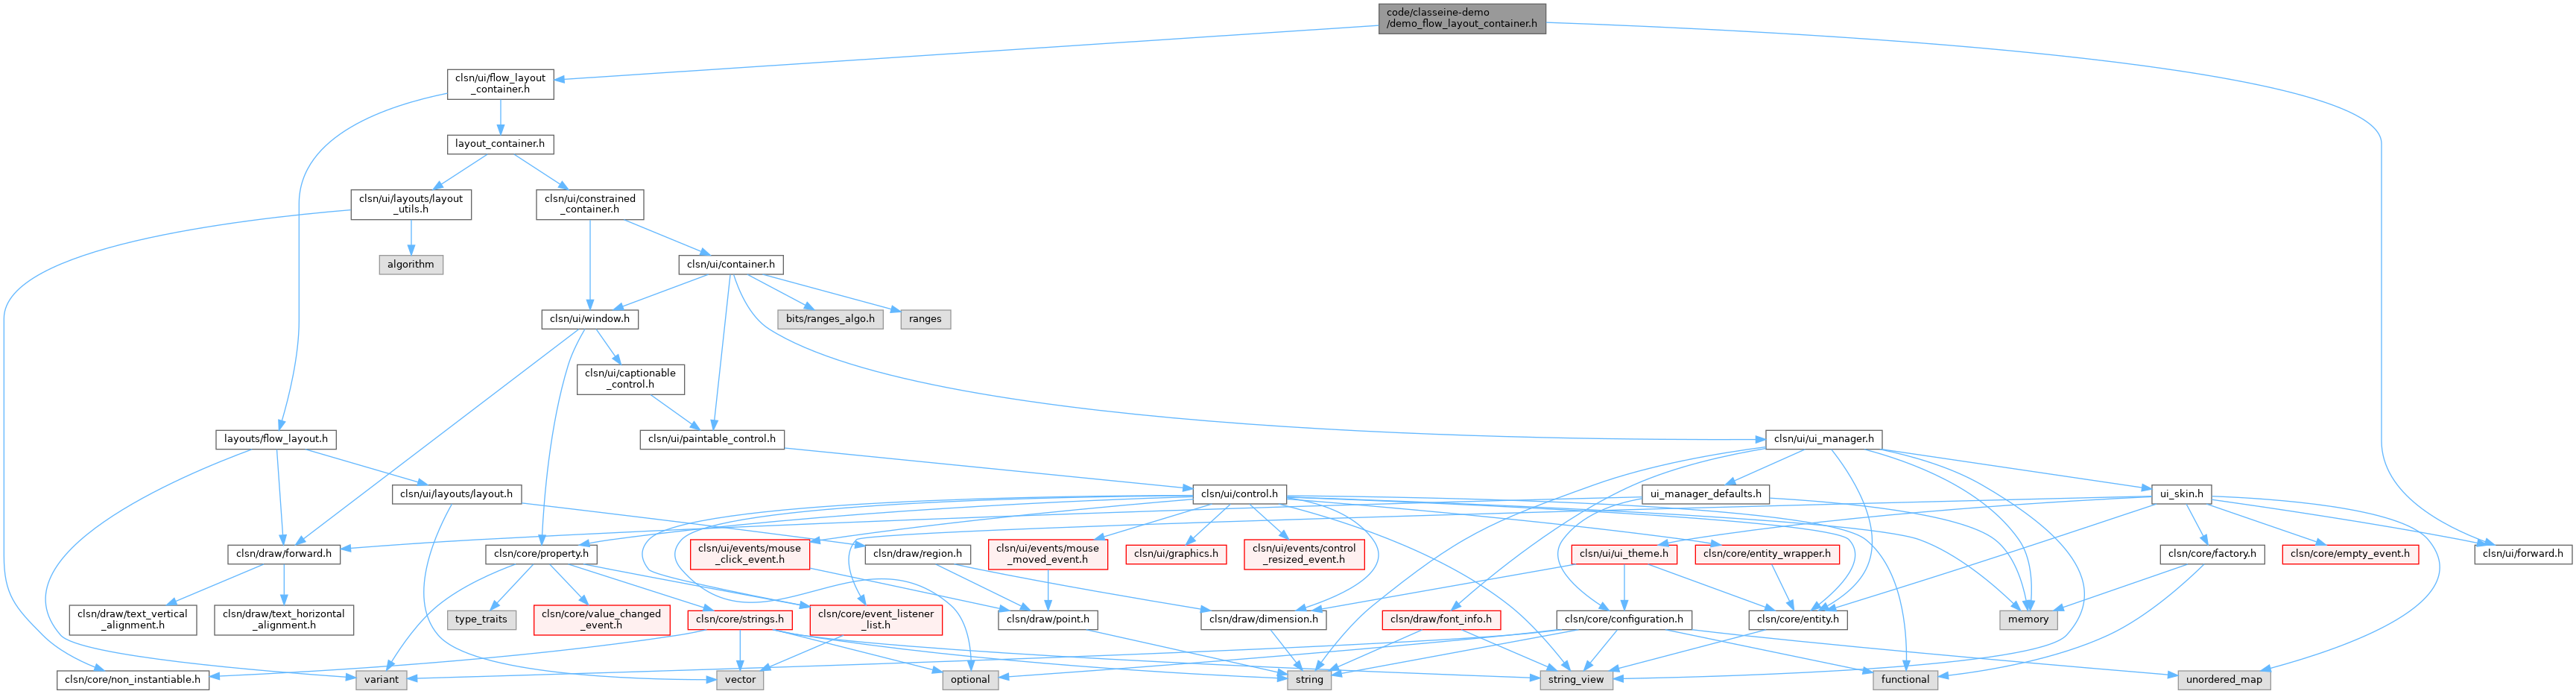 code/classeine-demo
/demo_flow_layout_container.h
clsn/ui/flow_layout
_container.h
layout_container.h
clsn/ui/layouts/layout
_utils.h
clsn/ui/constrained
_container.h
algorithm
clsn/ui/container.h
clsn/ui/window.h
bits/ranges_algo.h
ranges
clsn/ui/captionable
_control.h
layouts/flow_layout.h
clsn/ui/paintable_control.h
clsn/ui/ui_manager.h
clsn/ui/layouts/layout.h
clsn/ui/control.h
ui_manager_defaults.h
ui_skin.h
clsn/draw/forward.h
clsn/core/property.h
clsn/ui/events/mouse
_click_event.h
clsn/draw/region.h
clsn/ui/events/mouse
_moved_event.h
clsn/ui/graphics.h
clsn/ui/events/control
_resized_event.h
clsn/ui/ui_theme.h
clsn/core/entity_wrapper.h
clsn/core/factory.h
clsn/core/empty_event.h
clsn/ui/forward.h
clsn/draw/text_vertical
_alignment.h
clsn/draw/text_horizontal
_alignment.h
type_traits
clsn/core/value_changed
_event.h
clsn/core/strings.h
clsn/core/event_listener
_list.h
clsn/draw/point.h
clsn/draw/dimension.h
clsn/draw/font_info.h
clsn/core/configuration.h
clsn/core/entity.h
memory
clsn/core/non_instantiable.h
variant
vector
optional
string
string_view
functional
unordered_map